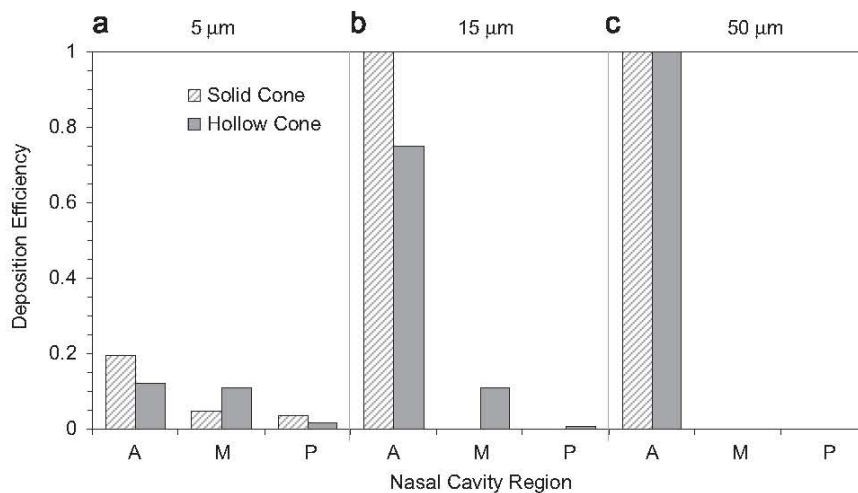 a 5 μm b 15 μm c 50 μm
1
0.8
0.6
0.4
0.2
0
Deposition Efficiency
Solid Cone
Hollow Cone
A M P A M P A M P
Nasal Cavity Region